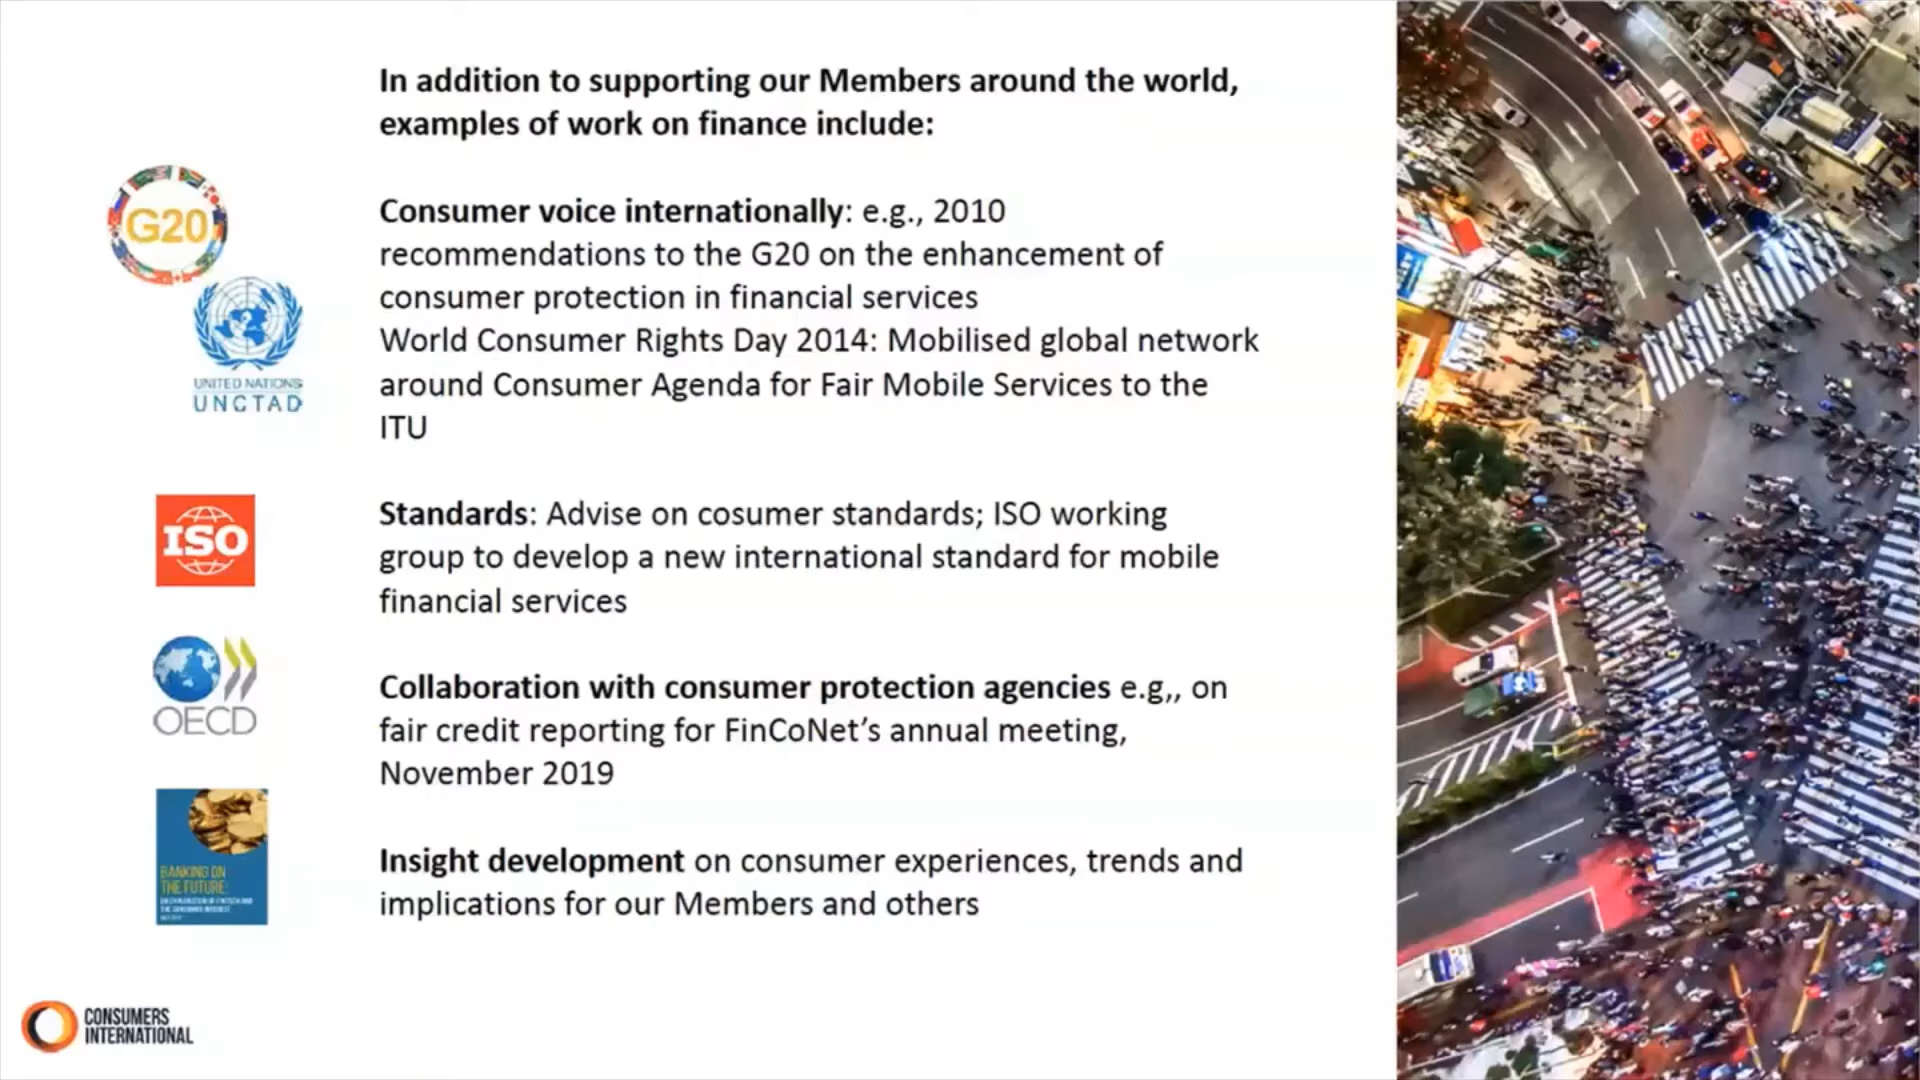 In addition to supporting our Members around the world,
examples of work on finance include:
G20
Consumer voice internationally: e.g., 2010
recommendations to the G20 on the enhancement of
consumer protection in financial services
World Consumer Rights Day 2014: Mobilised global network
around Consumer Agenda for Fair Mobile Services to the
ITU
UNITED NATIONS
UNCTAD
ISO
Standards: Advise on cosumer standards; ISO working
group to develop a new international standard for mobile
financial services
OECD
Collaboration with consumer protection agencies e.g,, on
fair credit reporting for FinCoNet's annual meeting,
November 2019
BANKING ON
THE FUTURE:
Insight development on consumer experiences, trends and
implications for our Members and others
CONSUMERS
INTERNATIONAL